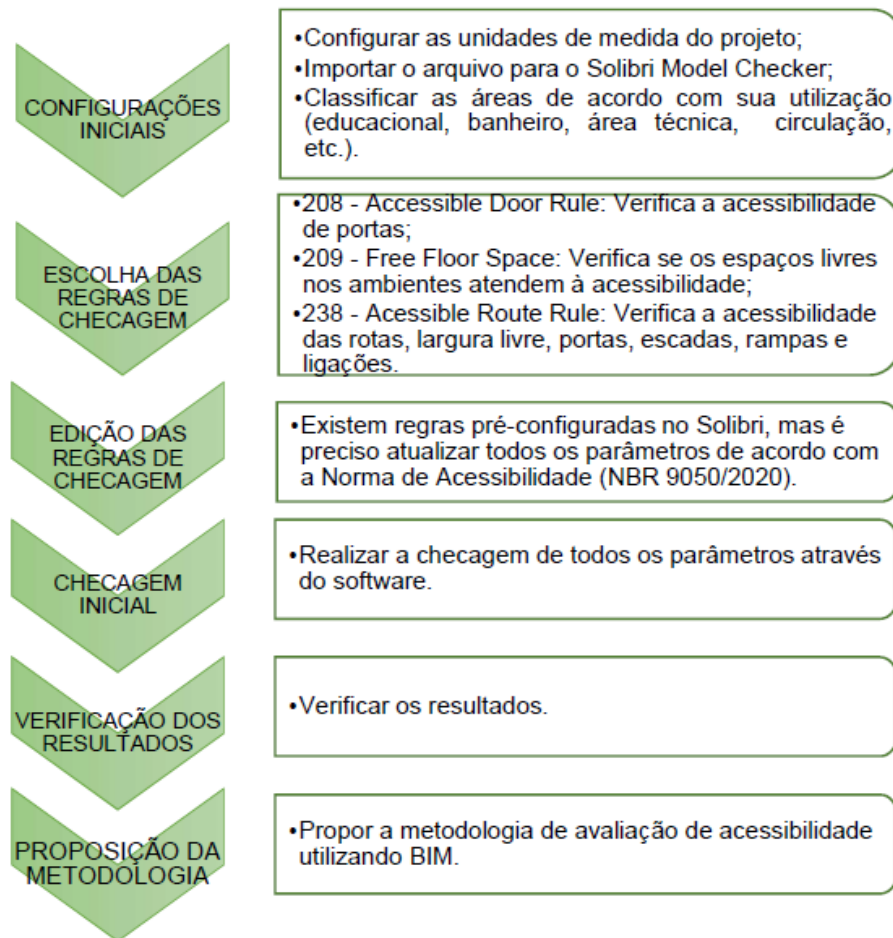 CONFIGURAÇÕES
INICIAIS
•Configurar as unidades de medida do projeto;
•Importar o arquivo para o Solibri Model Checker;
•Classificar as áreas de acordo com sua utilização
(educacional, banheiro, área técnica, circulação,
etc.).
ESCOLHA DAS
REGRAS DE
CHECAGEM
•208 - Accessible Door Rule: Verifica a acessibilidade
de portas;
•209 - Free Floor Space: Verifica se os espaços livres
nos ambientes atendem à acessibilidade;
•238 - Acessible Route Rule: Verifica a acessibilidade
das rotas, largura livre, portas, escadas, rampas e
ligações.
EDIÇÃO DAS
REGRAS DE
CHECAGEM
•Existem regras pré-configuradas no Solibri, mas é
preciso atualizar todos os parâmetros de acordo com
a Norma de Acessibilidade (NBR 9050/2020).
CHECAGEM
INICIAL
•Realizar a checagem de todos os parâmetros através
do software.
VERIFICAÇÃO DOS
RESULTADOS
•Verificar os resultados.
PROPOSIÇÃO DA
METODOLOGIA
•Propor a metodologia de avaliação de acessibilidade
utilizando BIM.